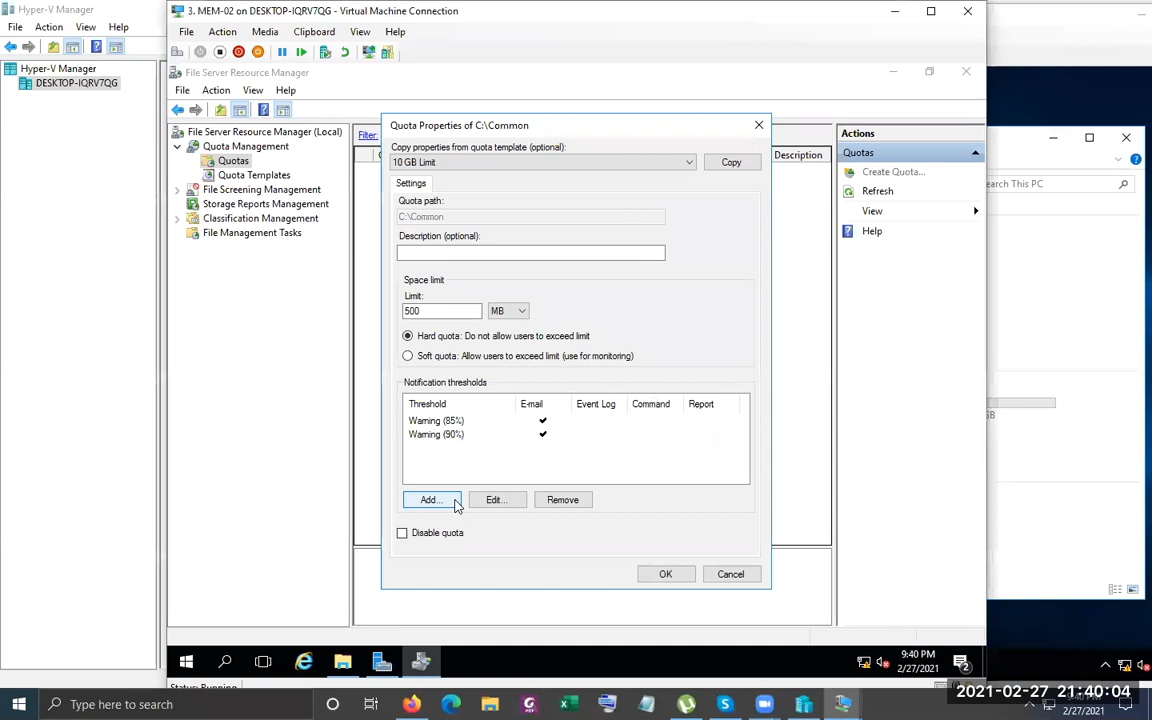 Hyper-V Manager
File Action View Help
Hyper-V Manager
DESKTOP-IQRV7QG
3. MEM-02 on DESKTOP-IQRV7QG - Virtual Machine Connection
File Action Media Clipboard View Help
File Server Resource Manager
File Action View Help
File Server Resource Manager (Local)
Quota Management
Quotas
Quota Templates
File Screening Management
Storage Reports Management
Classification Management
File Management Tasks
Filter:
Description
Quota Properties of C:\Common
Copy properties from quota template (optional):
10 GB Limit
Copy
Settings
Quota path:
C:\Common
Description (optional):
Space limit
Limit:
500 MB
Hard quota: Do not allow users to exceed limit
Soft quota: Allow users to exceed limit (use for monitoring)
Notification thresholds
Threshold E-mail Event Log Command Report
Warning (85%)
Warning (90%)
Add... Edit... Remove
Disable quota
OK Cancel
Actions
Quotas
Create Quota...
Refresh
View
Help
earch This PC
9:40 PM
2/27/2021
2
Status: Running
2021-02-27 21:40:04
Type here to search
2/27/2021